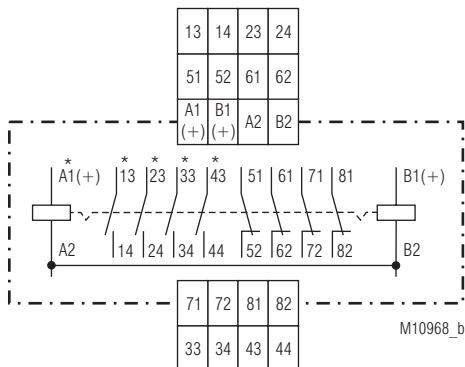 13 14 23 24
51 52 61 62
A1 (+) B1 (+) A2 B2
* * * * *
A1(+) 13 23 33 43 51 61 71 81 B1(+)
A2 14 24 34 44 52 62 72 82 B2
71 72 81 82
M10968_b
33 34 43 44